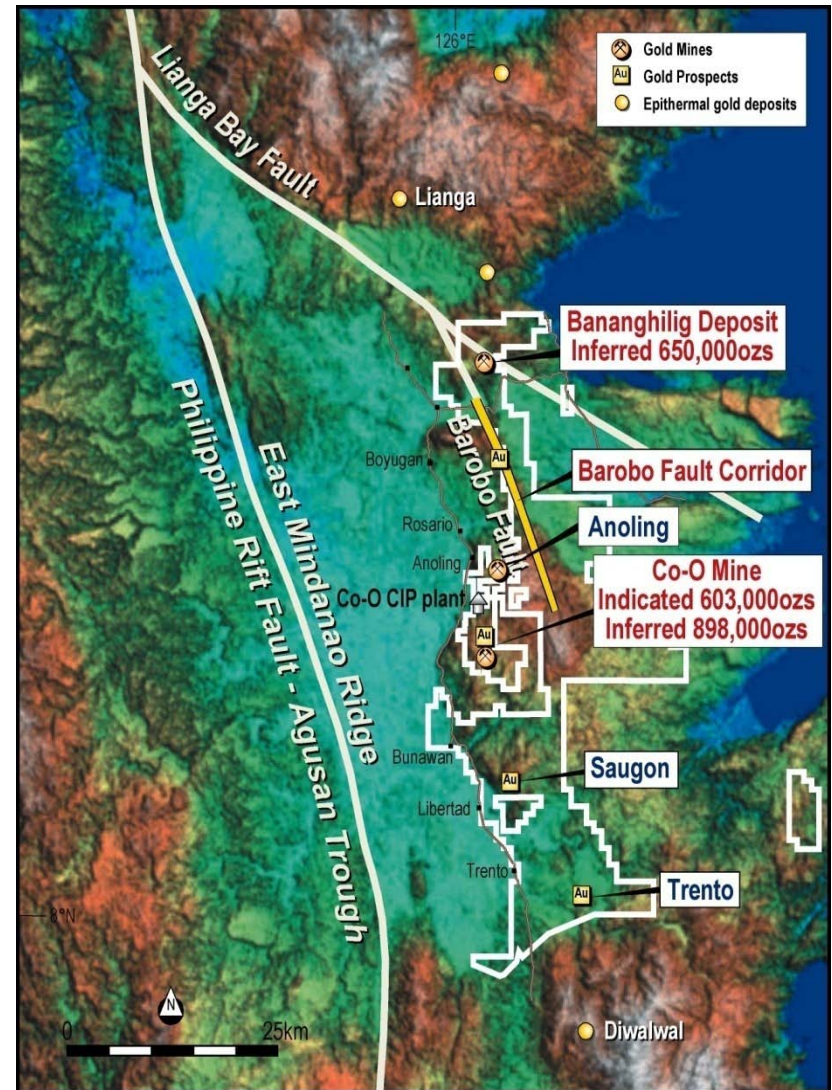 126°E
Gold Mines
Au Gold Prospects
Epithermal gold deposits
Lianga Bay Fault
Lianga
Bananghilig Deposit
Inferred 650,000ozs
Philippine Rift Fault - Agusan Trough
East Mindanao Ridge
Barobo Fault
Boyugan
Au
Barobo Fault Corridor
Rosario
Anoling
Anoling
Co-O CIP plant
Co-O Mine
Indicated 603,000ozs
Inferred 898,000ozs
Au
Bunawan
Au
Saugon
Libertad
Trento
Au
Trento
8°N
N
0 25km
Diwalwal